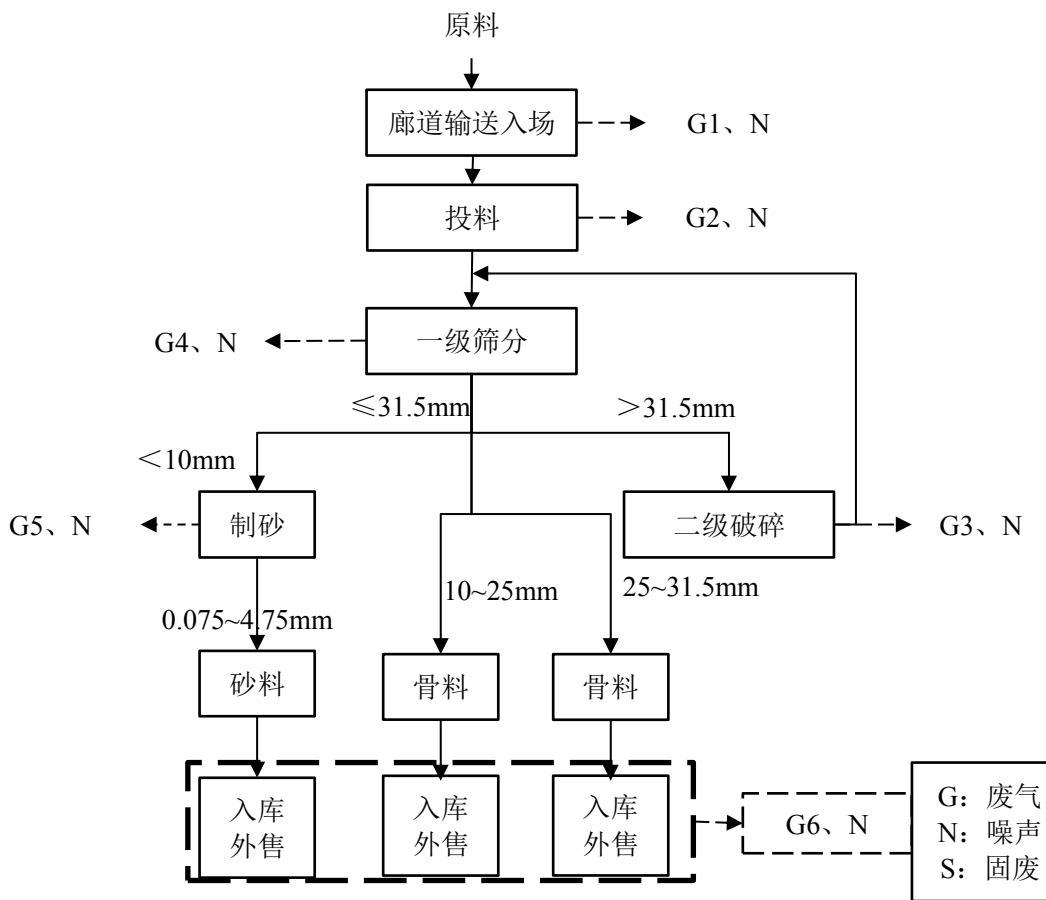 原料
廊道输送入场
G1、N
投料
G2、N
一级筛分
G4、N
≤31.5mm
＞31.5mm
＜10mm
制砂
G5、N
二级破碎
G3、N
10~25mm
25~31.5mm
0.075~4.75mm
砂料
骨料
骨料
入库
外售
入库
外售
入库
外售
G6、N
G：废气
N：噪声
S：固废